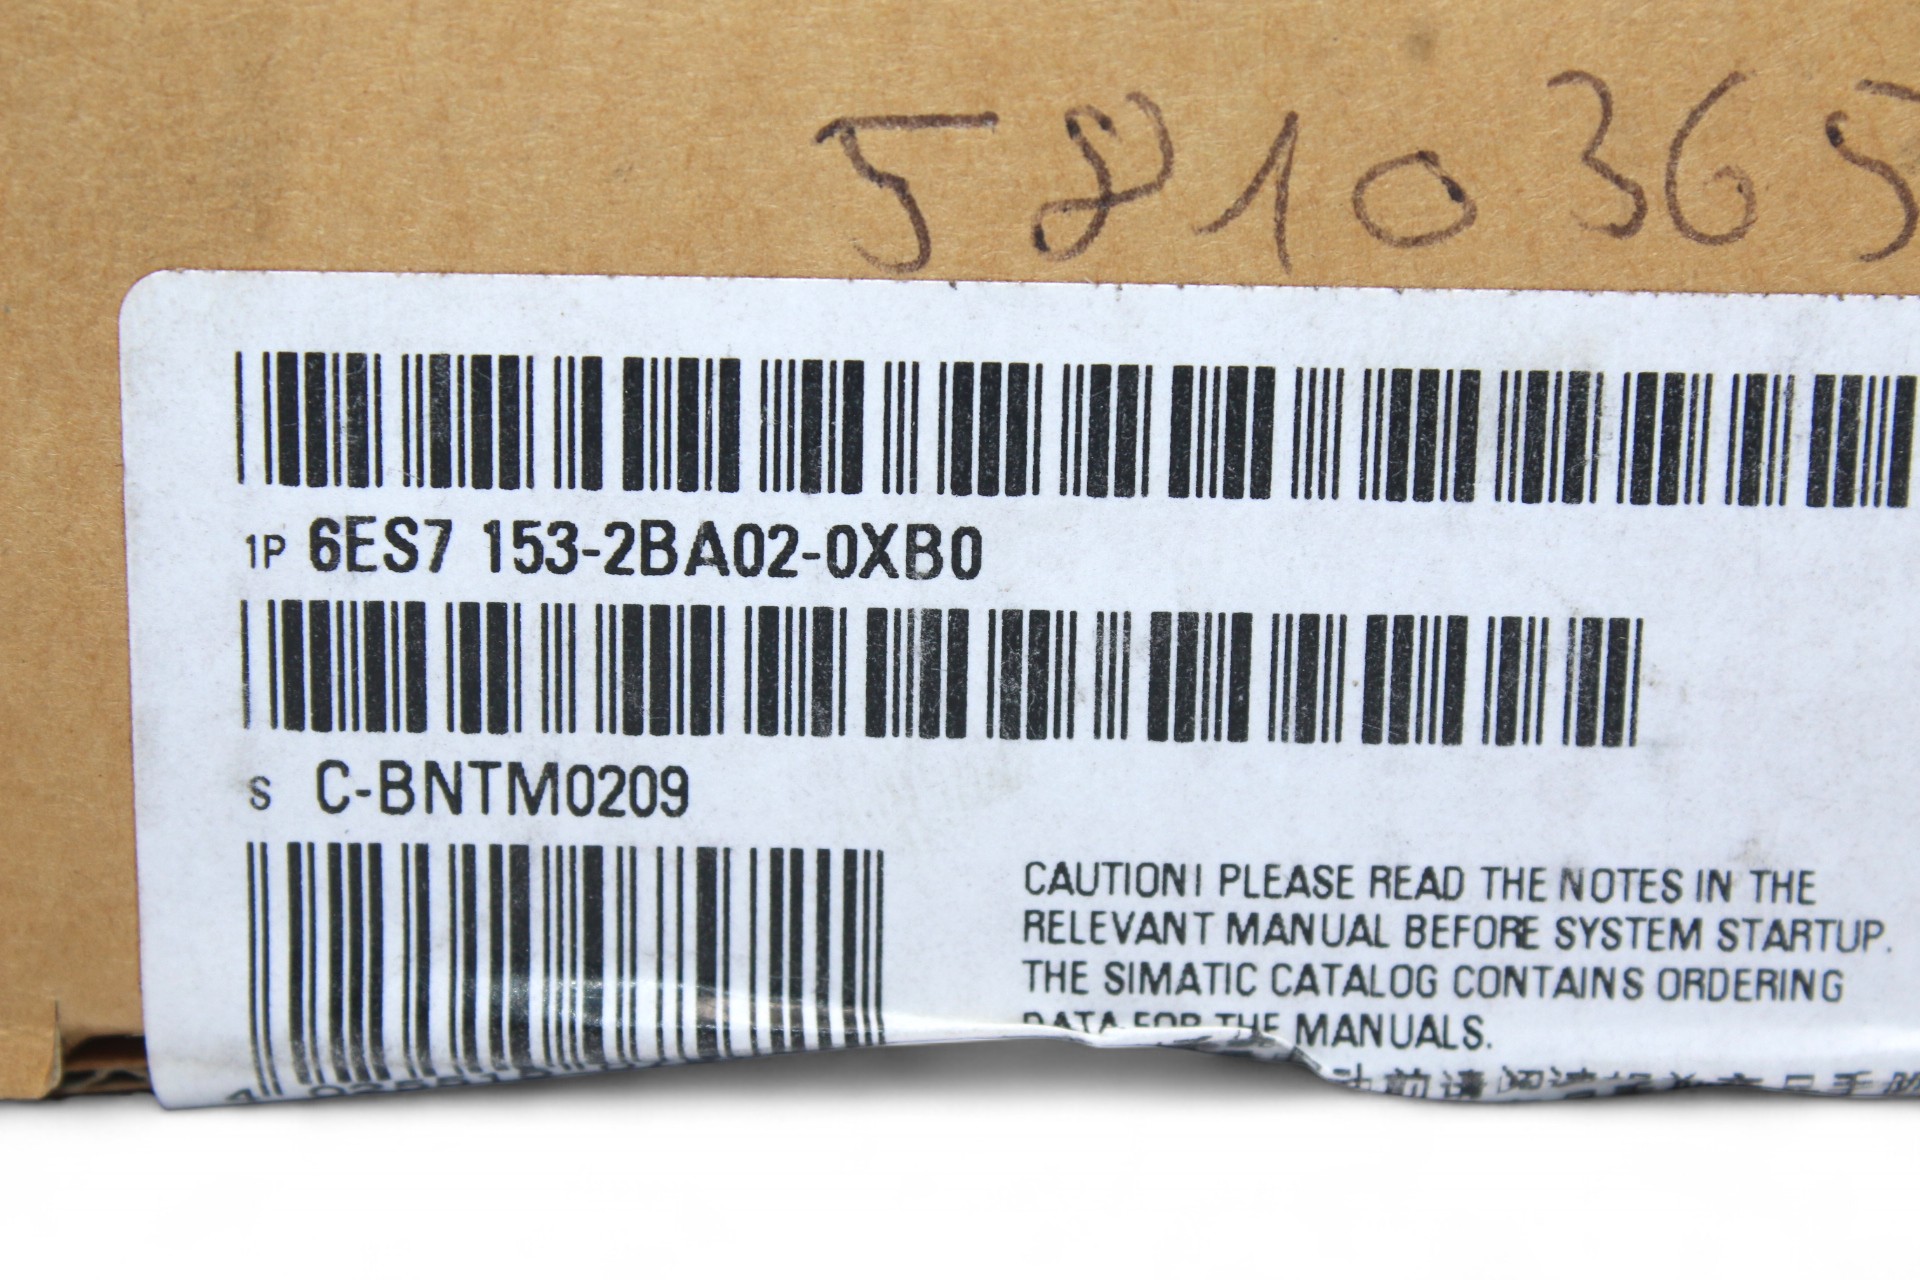 5810365
1P 6ES7 153-2BA02-0XB0
S C-BNTM0209
CAUTION! PLEASE READ THE NOTES IN THE
RELEVANT MANUAL BEFORE SYSTEM STARTUP.
THE SIMATIC CATALOG CONTAINS ORDERING
DATA FOR THE MANUALS.